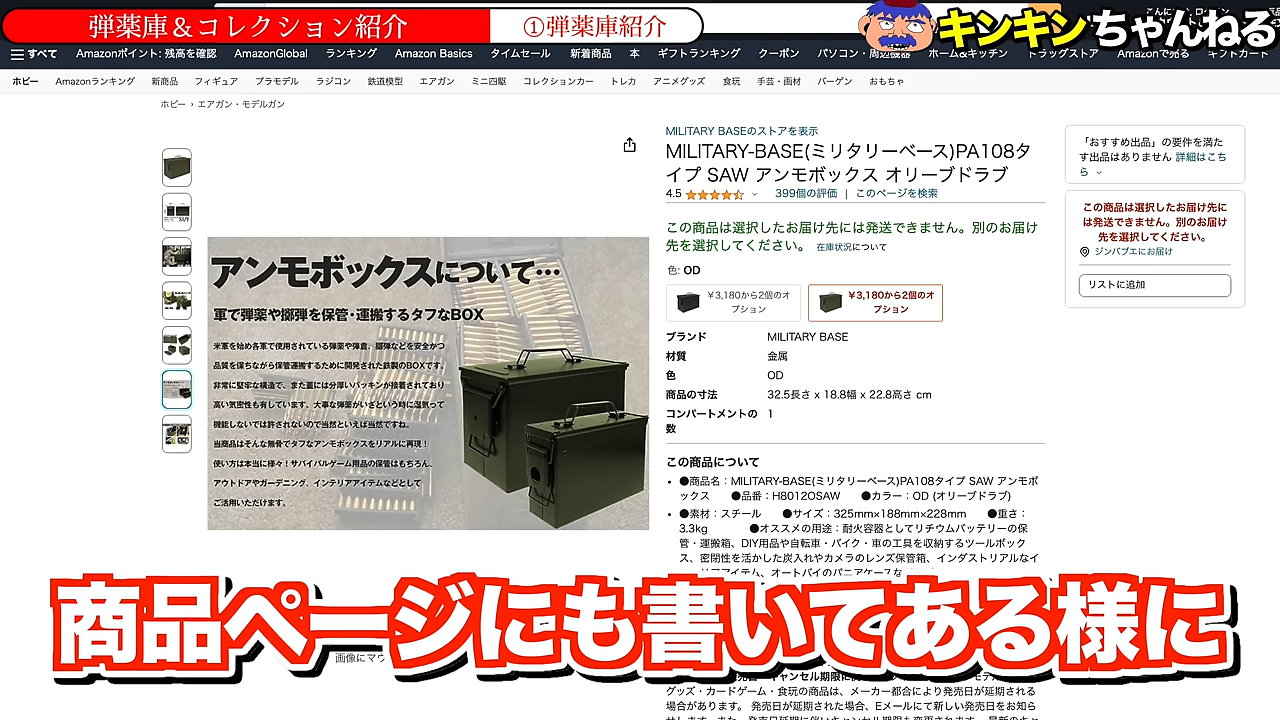 弾薬庫＆コレクション紹介
①弾薬庫紹介
キンキンちゃんねる
すべて Amazonポイント: 残高を確認 AmazonGlobal ランキング Amazon Basics タイムセール 新着商品 本 ギフトランキング クーポン パソコン・周辺機器 ホーム&キッチン ドラッグストア Amazonで売る ギフトカード
ホビー Amazonランキング 新商品 フィギュア プラモデル ラジコン 鉄道模型 エアガン ミニ四駆 コレクションカー トレカ アニメグッズ 食玩 手芸・画材 バーゲン おもちゃ
ホビー › エアガン・モデルガン
アンモボックスについて…
軍で弾薬や擲弾を保管・運搬するタフなBOX
米軍を始め各軍で使用されている弾薬や弾倉、擲弾などを安全かつ
品質を保ちながら保管運搬するために開発された鉄製のBOXです。
非常に堅牢な構造で、また蓋には分厚いパッキンが接着されており
高い気密性も有しています。大事な弾薬がいざという時に湿気って
機能しないでは許されないので当然といえば当然ですね。
当商品はそんな無骨でタフなアンモボックスをリアルに再現！
使い方は本当に様々！サバイバルゲーム用品の保管はもちろん、
アウトドアやガーデニング、インテリアアイテムなどとして
ご活用いただけます。
MILITARY BASEのストアを表示
MILITARY-BASE(ミリタリーベース)PA108タ
イプ SAW アンモボックス オリーブドラブ
4.5 399個の評価 | このページを検索
この商品は選択したお届け先には発送できません。別のお届け
先を選択してください。 在庫状況について
色: OD
￥3,180から2個のオ
プション
￥3,180から2個のオ
プション
ブランド MILITARY BASE
材質 金属
色 OD
商品の寸法 32.5長さ x 18.8幅 x 22.8高さ cm
コンパートメントの 1
数
この商品について
●商品名：MILITARY-BASE(ミリタリーベース)PA108タイプ SAW アンモボ
ックス ●品番：H8012OSAW ●カラー：OD (オリーブドラブ)
●素材：スチール ●サイズ：325mm×188mm×228mm ●重さ：
3.3kg ●オススメの用途：耐火容器としてリチウムバッテリーの保
管・運搬箱、DIY用品や自転車・バイク・車の工具を収納するツールボック
ス、密閉性を活かした炭入れやカメラのレンズ保管箱、インダストリアルなイ
「おすすめ出品」の要件を満た
す出品はありません 詳細はこち
ら
この商品は選択したお届け先に
は発送できません。別のお届け
先を選択してください。
ジンバブエにお届け
リストに追加
商品ページにも書いてある様に
画像にマウ
グッズ・カードゲーム・食玩の商品は、メーカー都合により発売日が延期される
場合があります。 発売日が延期された場合、Eメールにて新しい発売日をお知ら